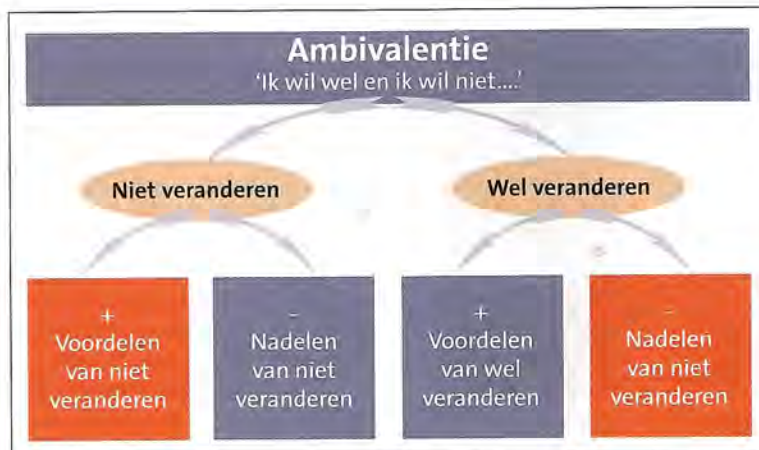 Ambivalentie
'Ik wil wel en ik wil niet....'
Niet veranderen
Wel veranderen
+
Voordelen
van niet
veranderen
–
Nadelen
van niet
veranderen
+
Voordelen
van wel
veranderen
–
Nadelen
van niet
veranderen